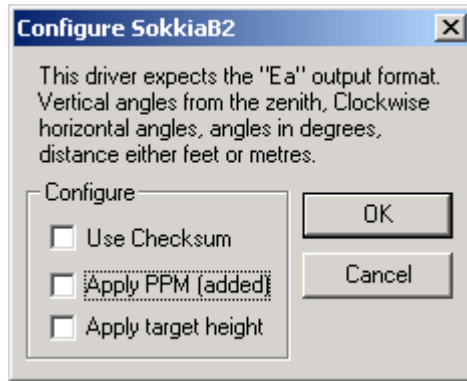 Configure SokkiaB2
This driver expects the "Ea" output format.
Vertical angles from the zenith, Clockwise
horizontal angles, angles in degrees,
distance either feet or metres.
Configure
Use Checksum
Apply PPM (added)
Apply target height
OK
Cancel